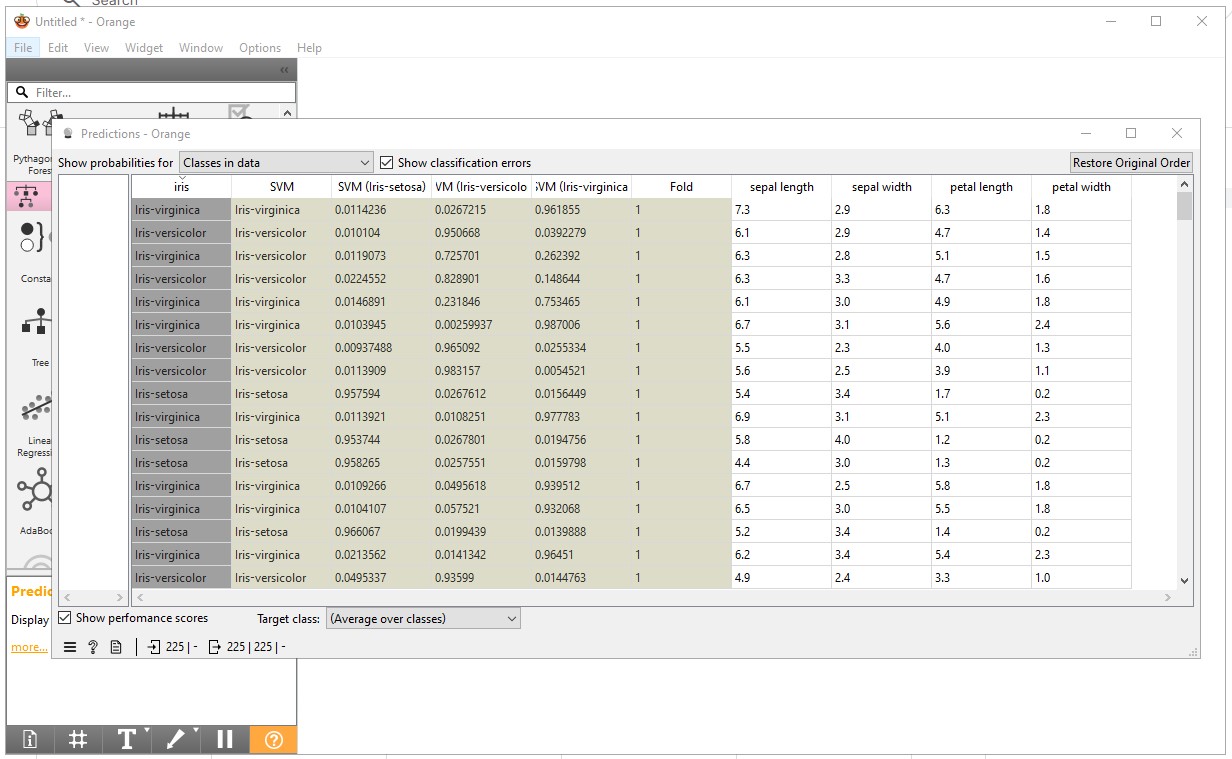 Search
Untitled * - Orange
File Edit View Widget Window Options Help
Filter...
Predictions - Orange
Show probabilities for Classes in data Show classification errors Restore Original Order
iris SVM SVM (Iris-setosa) VM (Iris-versicolo VM (Iris-virginica Fold sepal length sepal width petal length petal width
Iris-virginica Iris-virginica 0.0114236 0.0267215 0.961855 1 7.3 2.9 6.3 1.8
Iris-versicolor Iris-versicolor 0.010104 0.950668 0.0392279 1 6.1 2.9 4.7 1.4
Iris-versicolor Iris-versicolor 0.0119073 0.725701 0.262392 1 6.3 2.8 5.1 1.5
Iris-versicolor Iris-versicolor 0.0224552 0.828901 0.148644 1 6.3 3.3 4.7 1.6
Iris-virginica Iris-virginica 0.0146891 0.231846 0.753465 1 6.1 3.0 4.9 1.8
Iris-virginica Iris-virginica 0.0103945 0.00259937 0.987006 1 6.7 3.1 5.6 2.4
Iris-versicolor Iris-versicolor 0.00937488 0.965092 0.0255334 1 5.5 2.3 4.0 1.3
Iris-versicolor Iris-versicolor 0.0113909 0.983157 0.0054521 1 5.6 2.5 3.9 1.1
Iris-setosa Iris-setosa 0.957594 0.0267612 0.0156449 1 5.4 3.4 1.7 0.2
Iris-virginica Iris-virginica 0.0113921 0.0108251 0.977783 1 6.9 3.1 5.1 2.3
Iris-setosa Iris-setosa 0.953744 0.0267801 0.0194756 1 5.8 4.0 1.2 0.2
Iris-setosa Iris-setosa 0.958265 0.0257551 0.0159798 1 4.4 3.0 1.3 0.2
Iris-virginica Iris-virginica 0.0109266 0.0495618 0.939512 1 6.7 2.5 5.8 1.8
Iris-virginica Iris-virginica 0.0104107 0.057521 0.932068 1 6.5 3.0 5.5 1.8
Iris-setosa Iris-setosa 0.966067 0.0199439 0.0139888 1 5.2 3.4 1.4 0.2
Iris-virginica Iris-virginica 0.0213562 0.0141342 0.96451 1 6.2 3.4 5.4 2.3
Iris-versicolor Iris-versicolor 0.0495337 0.93599 0.0144763 1 4.9 2.4 3.3 1.0
Show perfomance scores Target class: (Average over classes)
225 | - 225 | 225 | -
Pythago
Fores
Consta
Tree
Linea
Regressi
AdaBoo
Predic
Display
more...